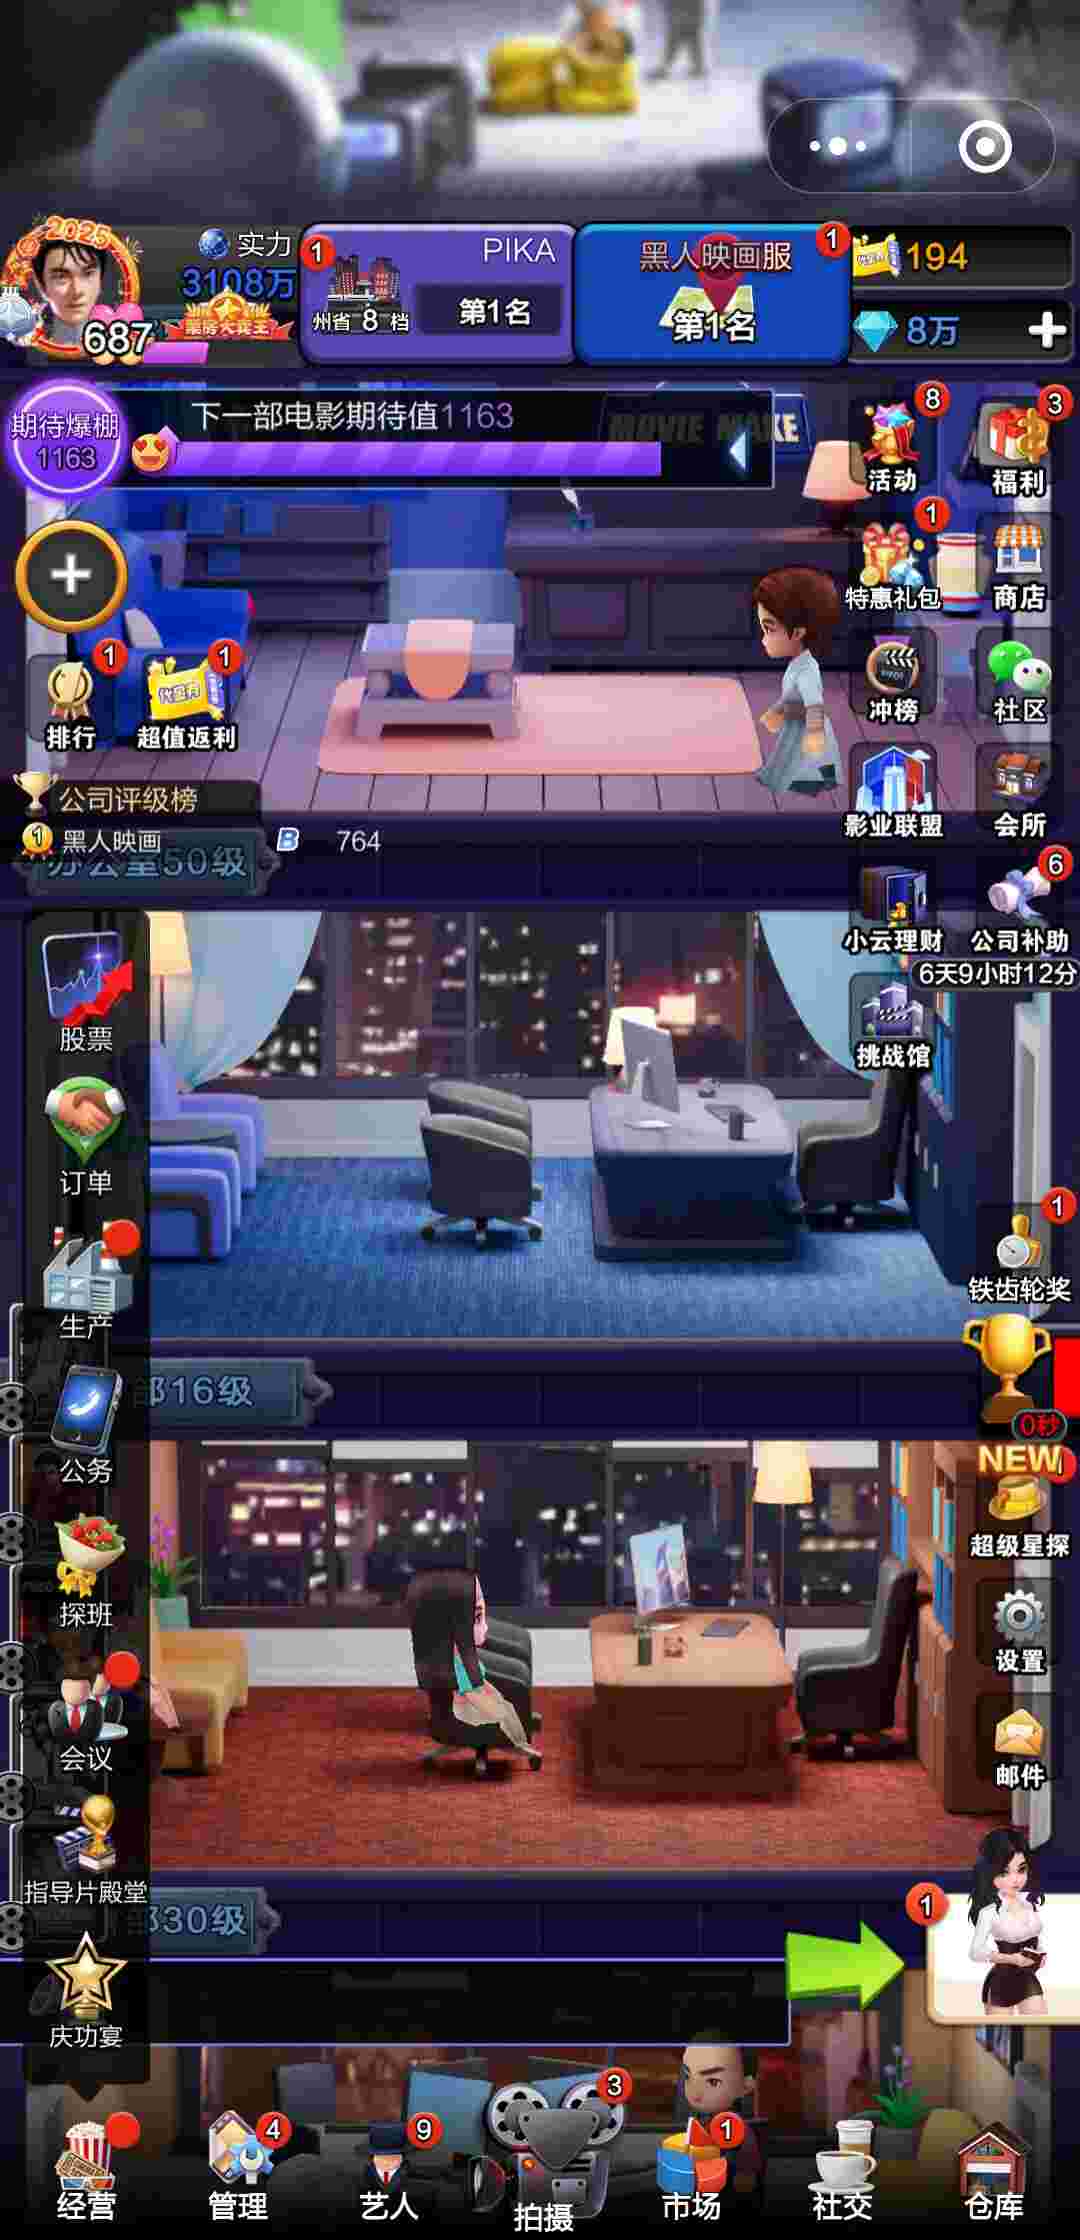 2025
实力
3108万
687
票房大卖王
1
PIKA
州省 8 档
第1名
黑人映画服
1
第1名
194
8万
期待爆棚
1163
下一部电影期待值1163
MOVIE MAKE
活动
8
福利
3
特惠礼包
1
商店
排行
1
超值返利
1
冲榜
社区
公司评级榜
1 黑人映画
B 764
影业联盟
会所
办公室50级
小云理财
公司补助
6
6天9小时12分
挑战馆
股票
订单
生产
铁齿轮奖
1
部16级
0秒
NEW
公务
超级星探
探班
设置
会议
邮件
指导片殿堂
部30级
1
庆功宴
经营
管理
4
艺人
9
拍摄
3
市场
1
社交
仓库